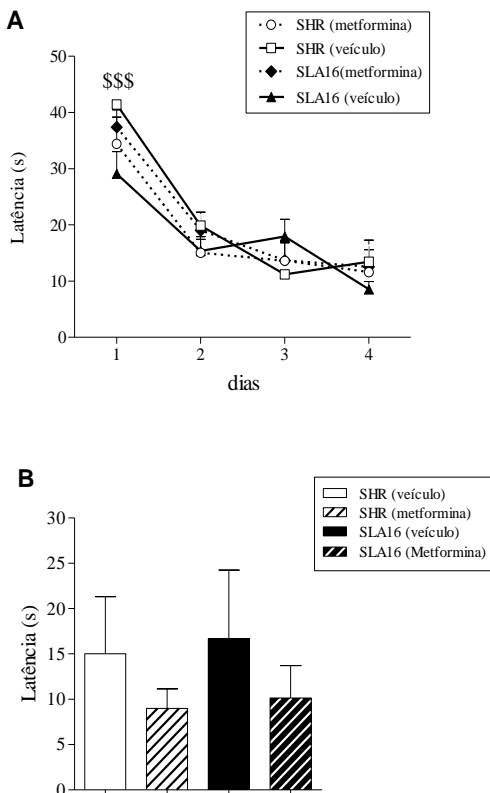 A
SHR (metformina)
SHR (veículo)
SLA16(metformina)
SLA16 (veículo)
50
40
30
20
10
0
$$$
Latência (s)
1 2 3 4
dias
B
SHR (veículo)
SHR (metformina)
SLA16 (veículo)
SLA16 (Metformina)
30
25
20
15
10
5
0
Latência (s)